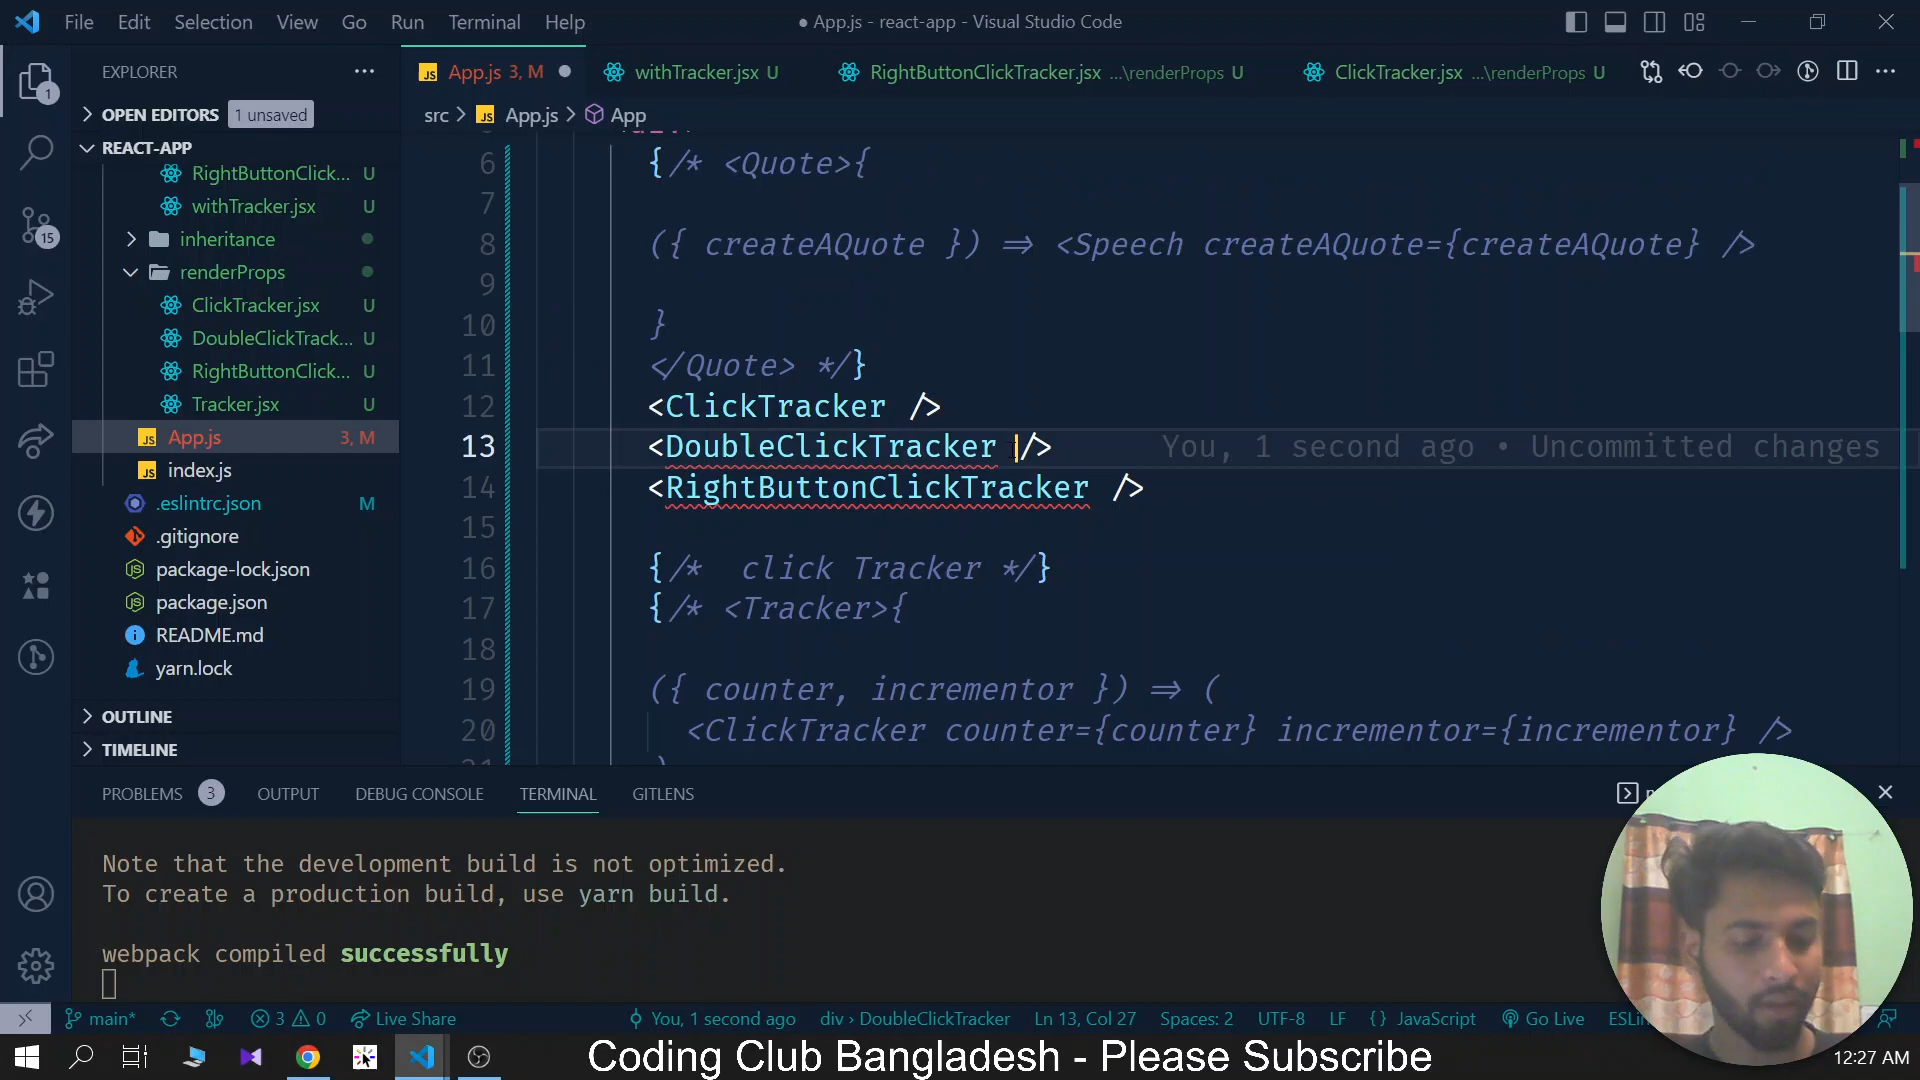 File Edit Selection View Go Run Terminal Help
● App.js - react-app - Visual Studio Code
EXPLORER
App.js 3, M ●
withTracker.jsx U
RightButtonClickTracker.jsx ...\renderProps U
ClickTracker.jsx ...\renderProps U
OPEN EDITORS 1 unsaved
src > App.js > App
REACT-APP
RightButtonClick... U
withTracker.jsx U
inheritance
renderProps
ClickTracker.jsx U
DoubleClickTrack... U
RightButtonClick... U
Tracker.jsx U
App.js 3, M
index.js
.eslintrc.json M
.gitignore
package-lock.json
package.json
README.md
yarn.lock
OUTLINE
TIMELINE
1
15
6 {/* <Quote>{
7
8 ({ createAQuote }) => <Speech createAQuote={createAQuote} />
9
10 }
11 </Quote> */}
12 <ClickTracker />
13 <DoubleClickTracker /> You, 1 second ago • Uncommitted changes
14 <RightButtonClickTracker />
15
16 {/*  click Tracker */}
17 {/* <Tracker>{
18
19 ({ counter, incrementor }) => (
20 <ClickTracker counter={counter} incrementor={incrementor} />
PROBLEMS 3 OUTPUT DEBUG CONSOLE TERMINAL GITLENS
Note that the development build is not optimized.
To create a production build, use yarn build.
webpack compiled successfully
main* 3 0 Live Share You, 1 second ago div › DoubleClickTracker Ln 13, Col 27 Spaces: 2 UTF-8 LF {} JavaScript Go Live
Coding Club Bangladesh - Please Subscribe
12:27 AM